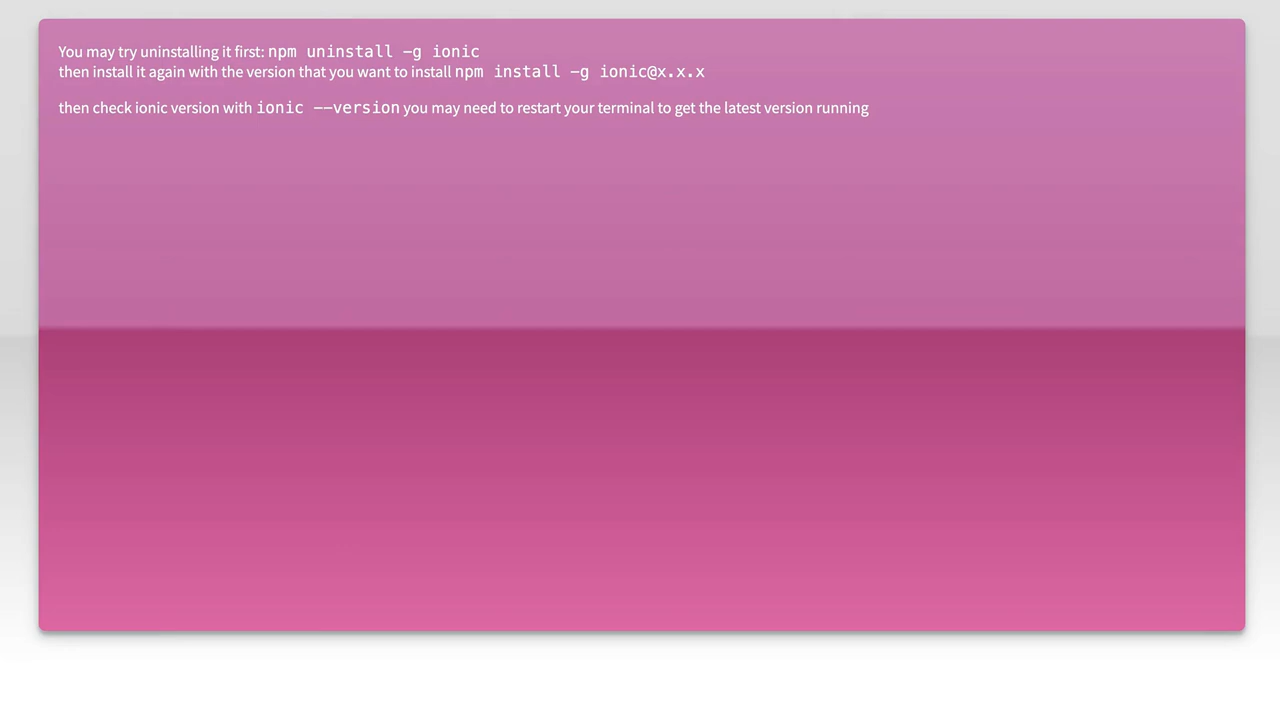 You may try uninstalling it first: npm uninstall -g ionic
then install it again with the version that you want to install npm install -g ionic@x.x.x
then check ionic version with ionic --version you may need to restart your terminal to get the latest version running